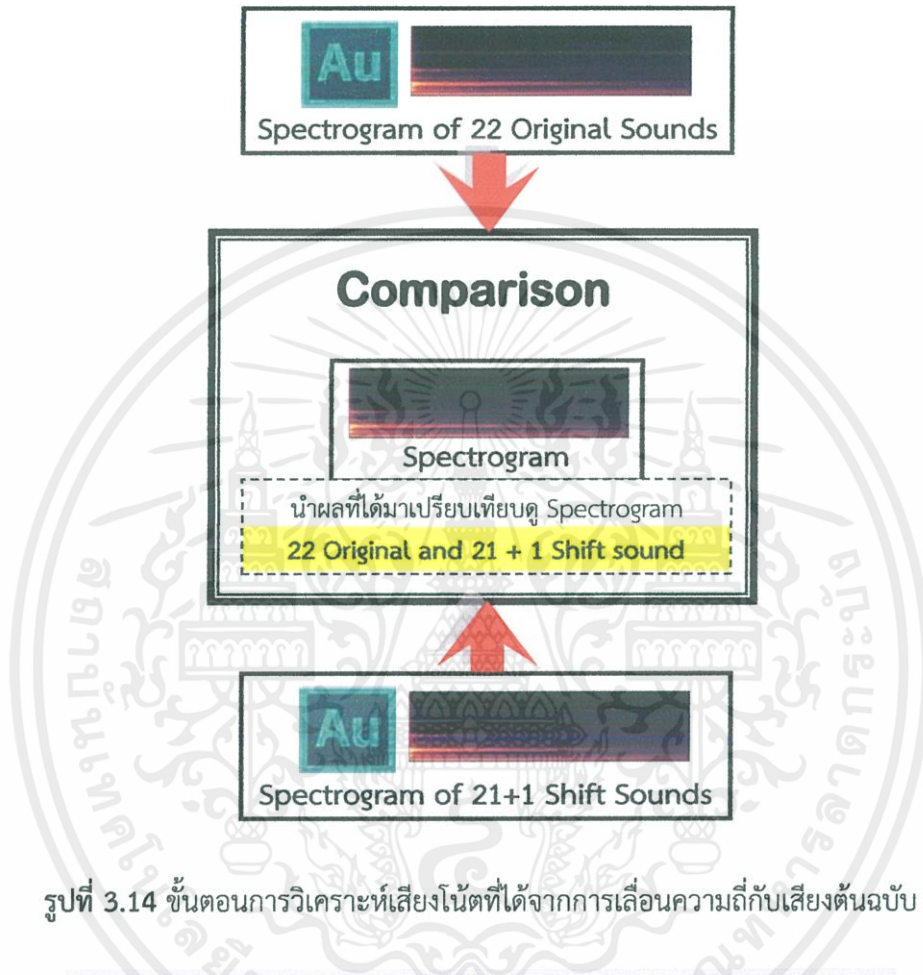 Au
Spectrogram of 22 Original Sounds
Comparison
Spectrogram
นำผลที่ได้มาเปรียบเทียบดู Spectrogram
22 Original and 21 + 1 Shift sound
Au
Spectrogram of 21+1 Shift Sounds
รูปที่ 3.14 ขั้นตอนการวิเคราะห์เสียงโน้ตที่ได้จากการเลื่อนความถี่กับเสียงต้นฉบับ